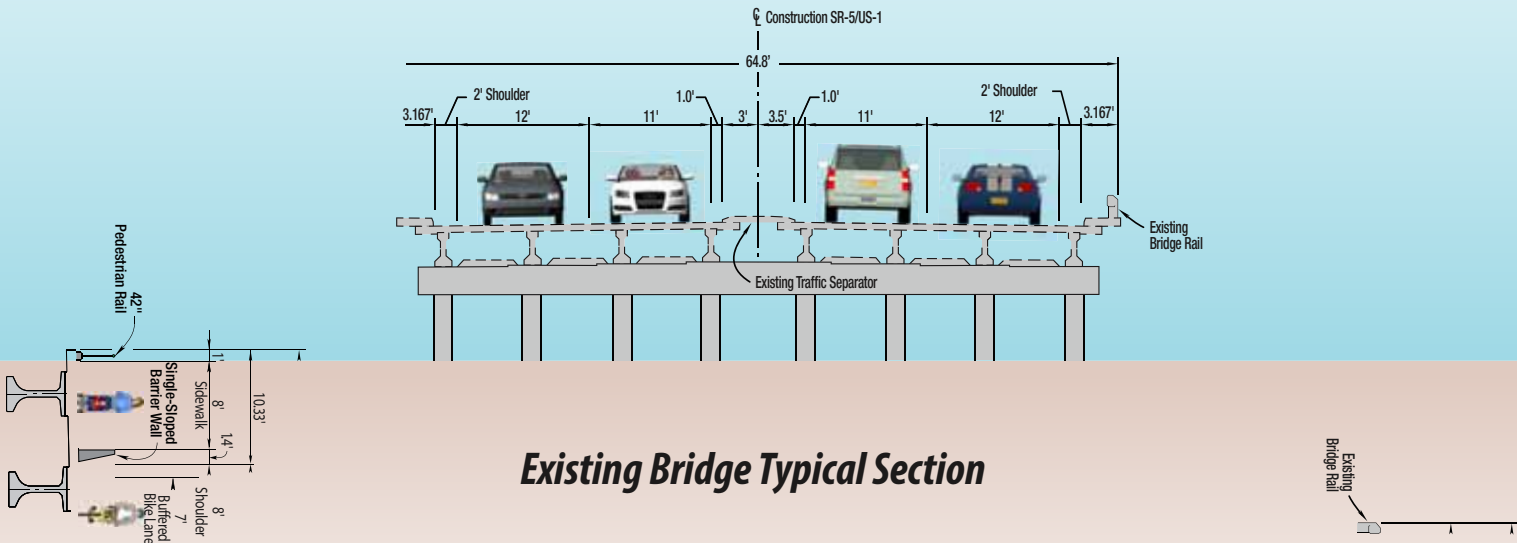 ℄ Construction SR-5/US-1
64.8'
2' Shoulder
1.0'
1.0'
2' Shoulder
3.167'
12'
11'
3'
3.5'
11'
12'
3.167'
Existing
Bridge Rail
Existing Traffic Separator
Existing Bridge Typical Section
42"
Pedestrian Rail
1'
Single-Sloped
Barrier Wall
8'
Sidewalk
10.33'
1.4'
8'
Shoulder
7'
Buffered
Bike Lane
Existing
Bridge Rail